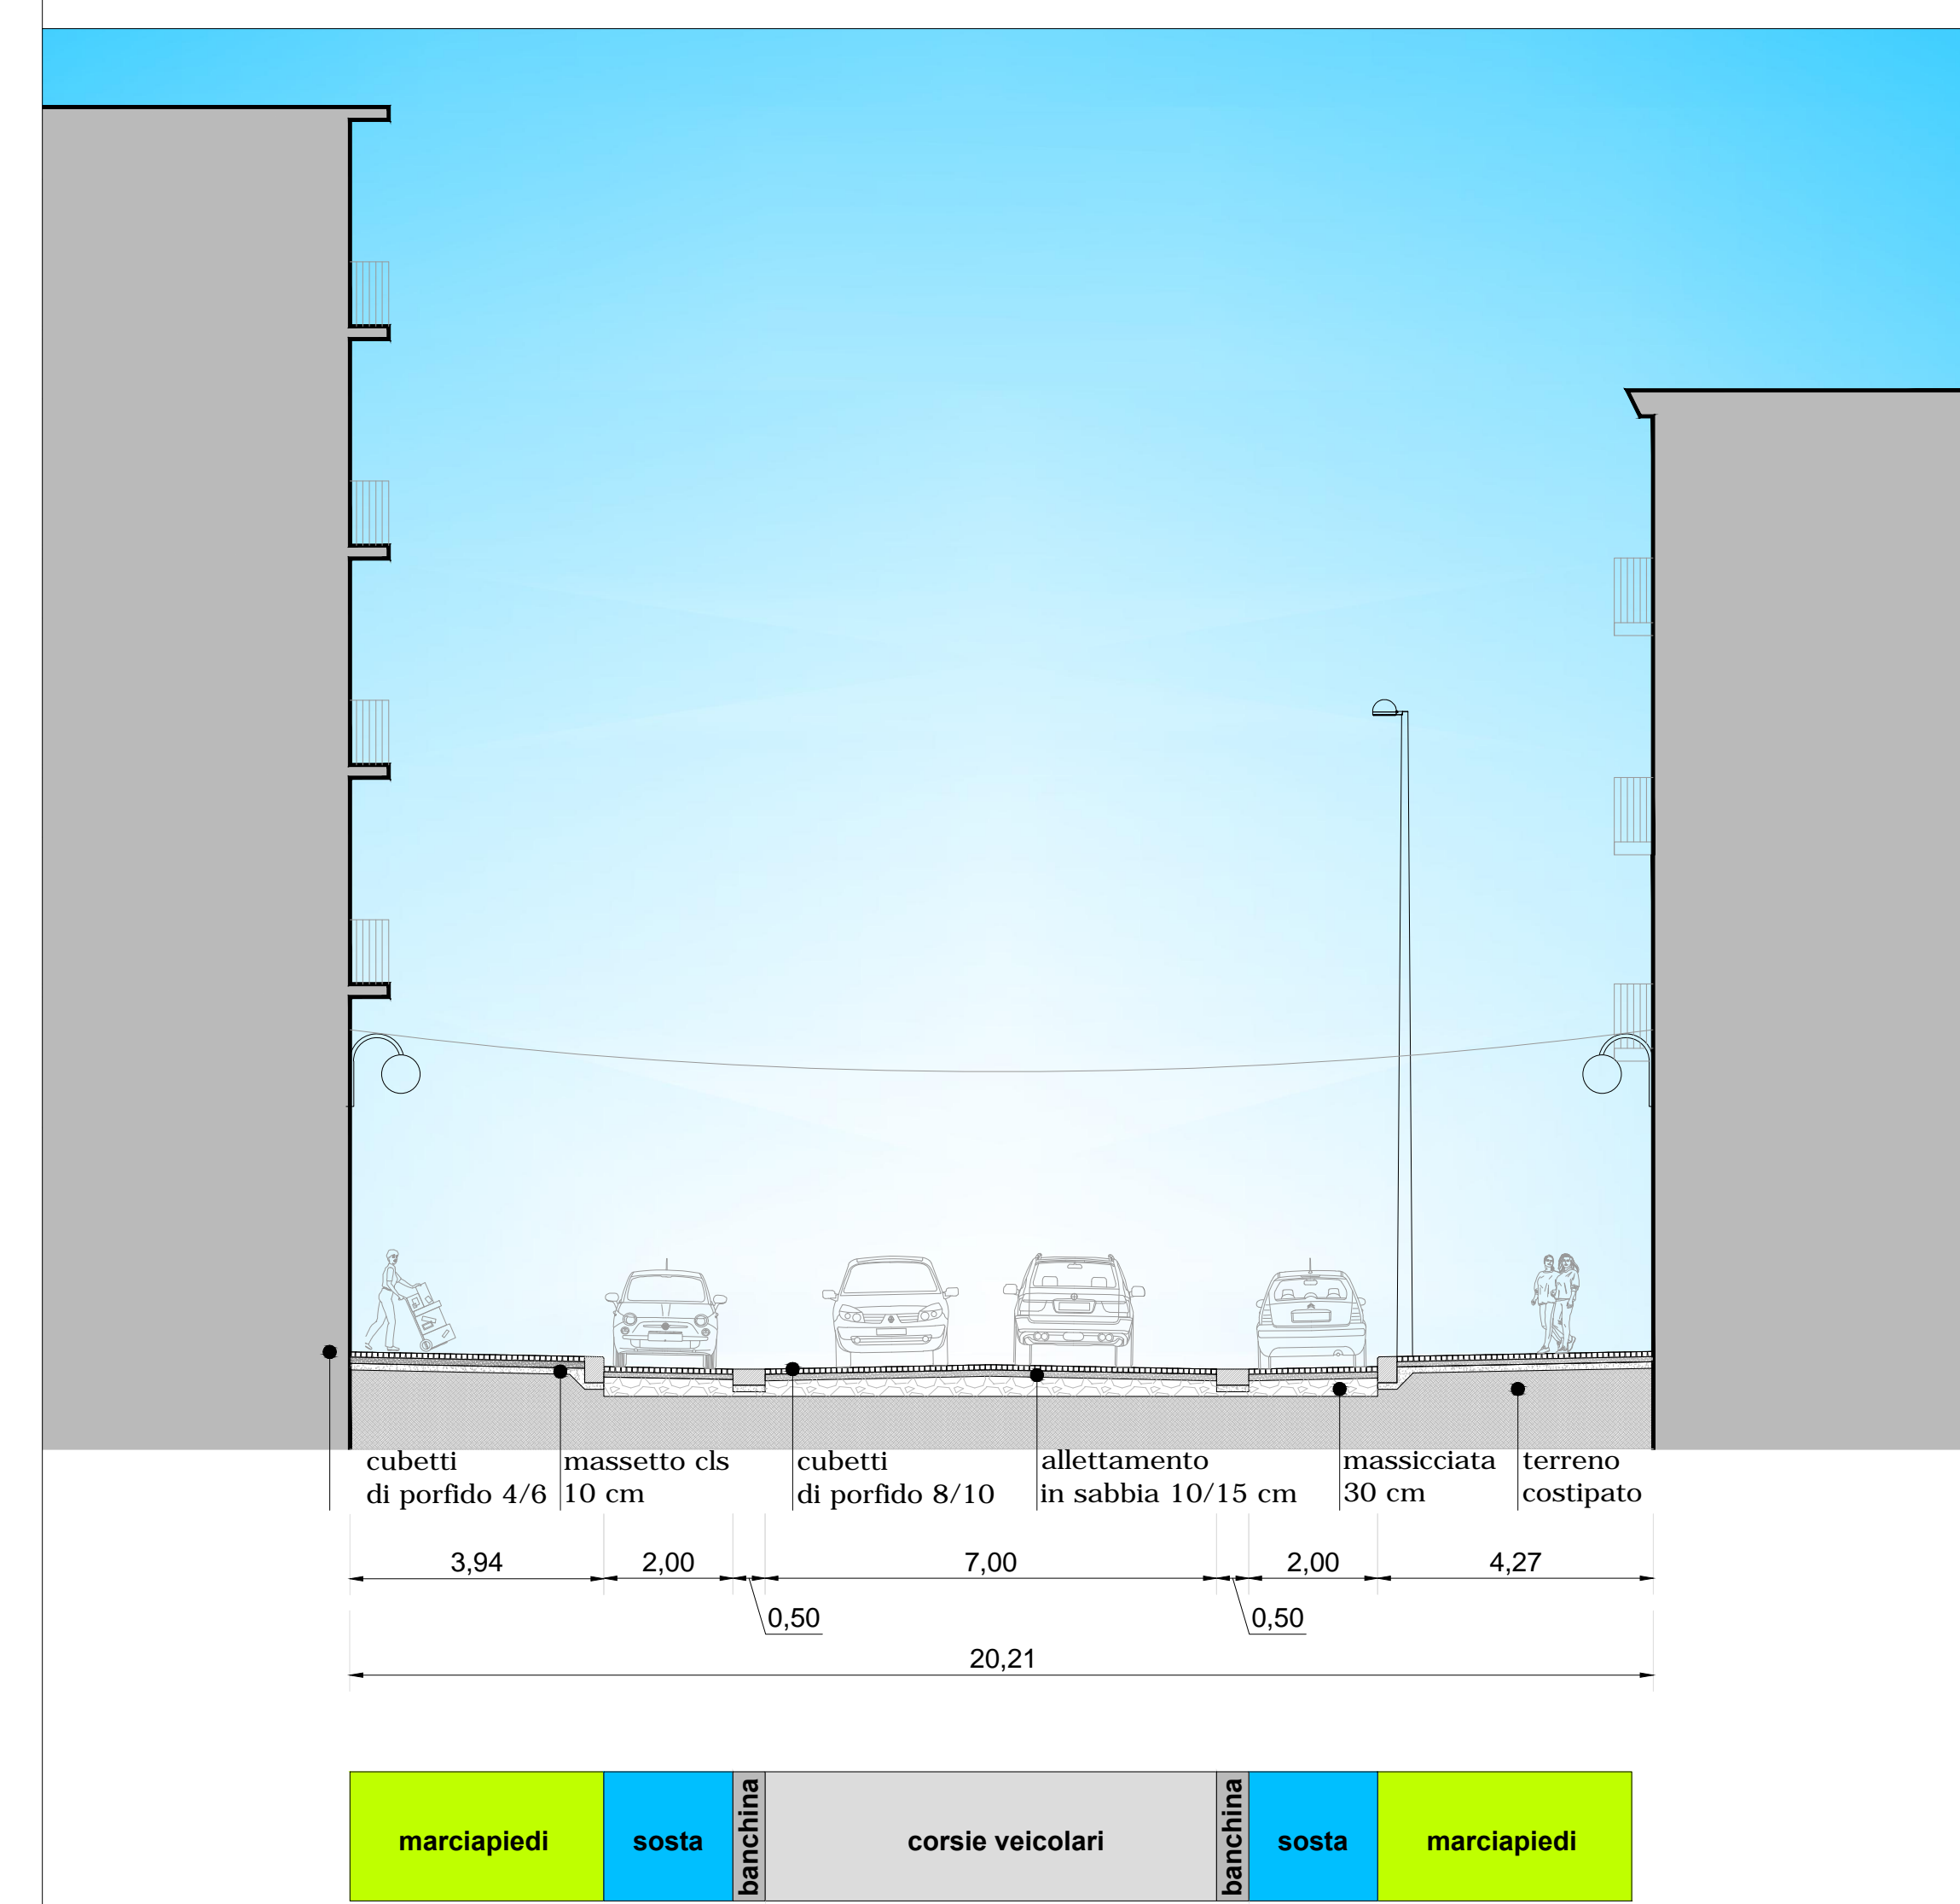 cubetti
di porfido 4/6
massetto cls
10 cm
cubetti
di porfido 8/10
allettamento
in sabbia 10/15 cm
massicciata
30 cm
terreno
costipato
3,94
2,00
7,00
2,00
4,27
0,50
0,50
20,21
marciapiedi
sosta
banchina
corsie veicolari
banchina
sosta
marciapiedi